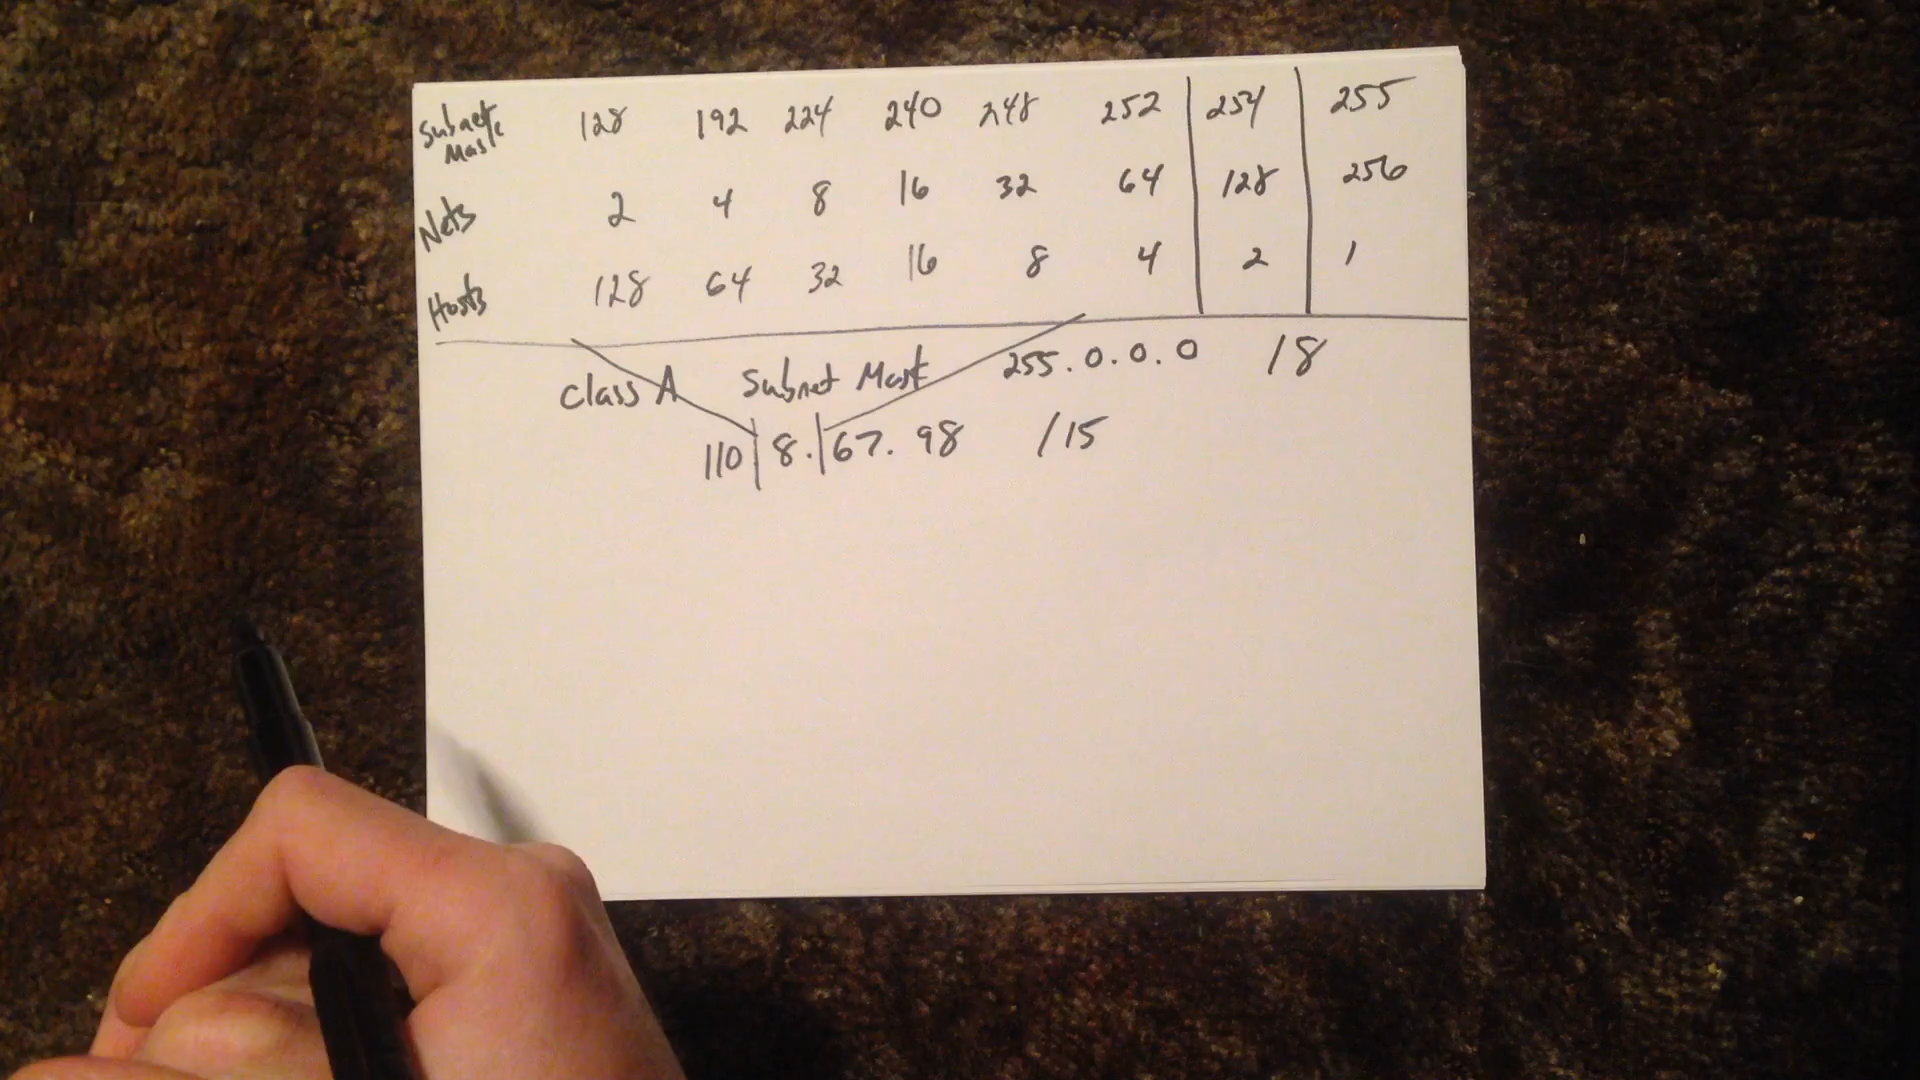 Subnet Mask 128 192 224 240 248 252 254 255
Nets 2 4 8 16 32 64 128 256
Hosts 128 64 32 16 8 4 2 1
Class A Subnet Mask 255.0.0.0 /8
110 8. 67. 98 /15